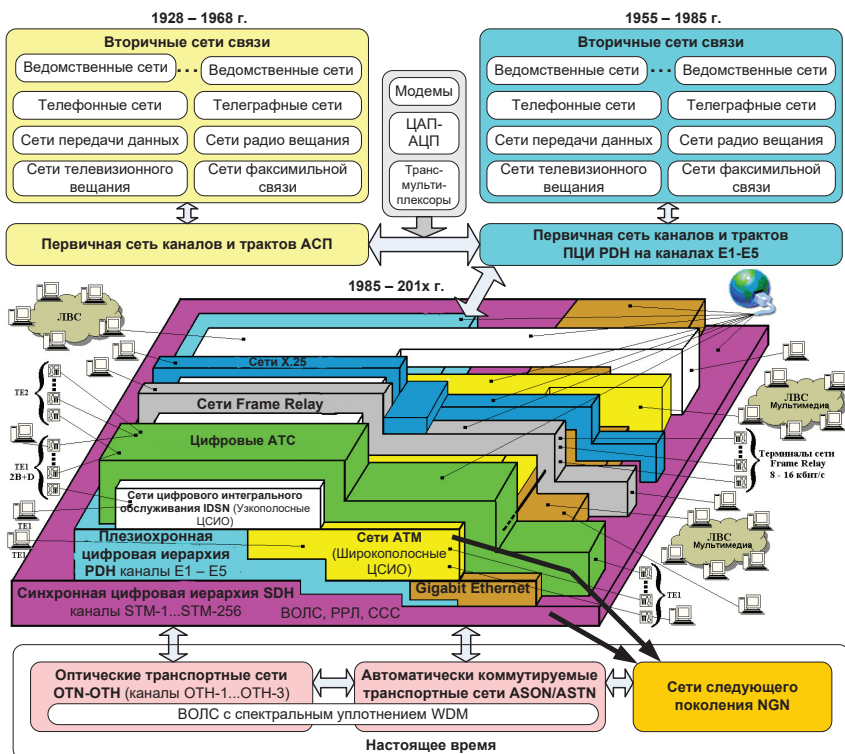 1928 – 1968 г.
1955 – 1985 г.
Вторичные сети связи
Ведомственные сети ... Ведомственные сети
Телефонные сети
Телеграфные сети
Сети передачи данных
Сети радио вещания
Сети телевизионного
вещания
Сети факсимильной
связи
Модемы
ЦАП-
АЦП
Транс-
мульти-
плексоры
Вторичные сети связи
Ведомственные сети ... Ведомственные сети
Телефонные сети
Телеграфные сети
Сети передачи данных
Сети радио вещания
Сети телевизионного
вещания
Сети факсимильной
связи
Первичная сеть каналов и трактов АСП
Первичная сеть каналов и трактов
ПЦИ PDH на каналах E1-E5
1985 – 201x г.
ЛВС
Сети X.25
TE2
Сети Frame Relay
ЛВС
Мультимедиа
Цифровые АТС
TE1
2B+D
Терминалы сети
Frame Relay
8 - 16 кбит/с
Сети цифрового интегрального
обслуживания IDSN (Узкополосные
ЦСИО)
TE1
TE1
Плезиохронная
цифровая иерархия
PDH каналы E1 – E5
Сети АТМ
(Широкополосные
ЦСИО)
ЛВС
Мультимедиа
Gigabit Ethernet
TE1
Синхронная цифровая иерархия SDH
каналы STM-1...STM-256
ВОЛС, РРЛ, ССС
Оптические транспортные сети
OTN-OTH (каналы OTH-1...OTH-3)
Автоматически коммутируемые
транспортные сети ASON/ASTN
Сети следующего
поколения NGN
ВОЛС с спектральным уплотнением WDM
Настоящее время